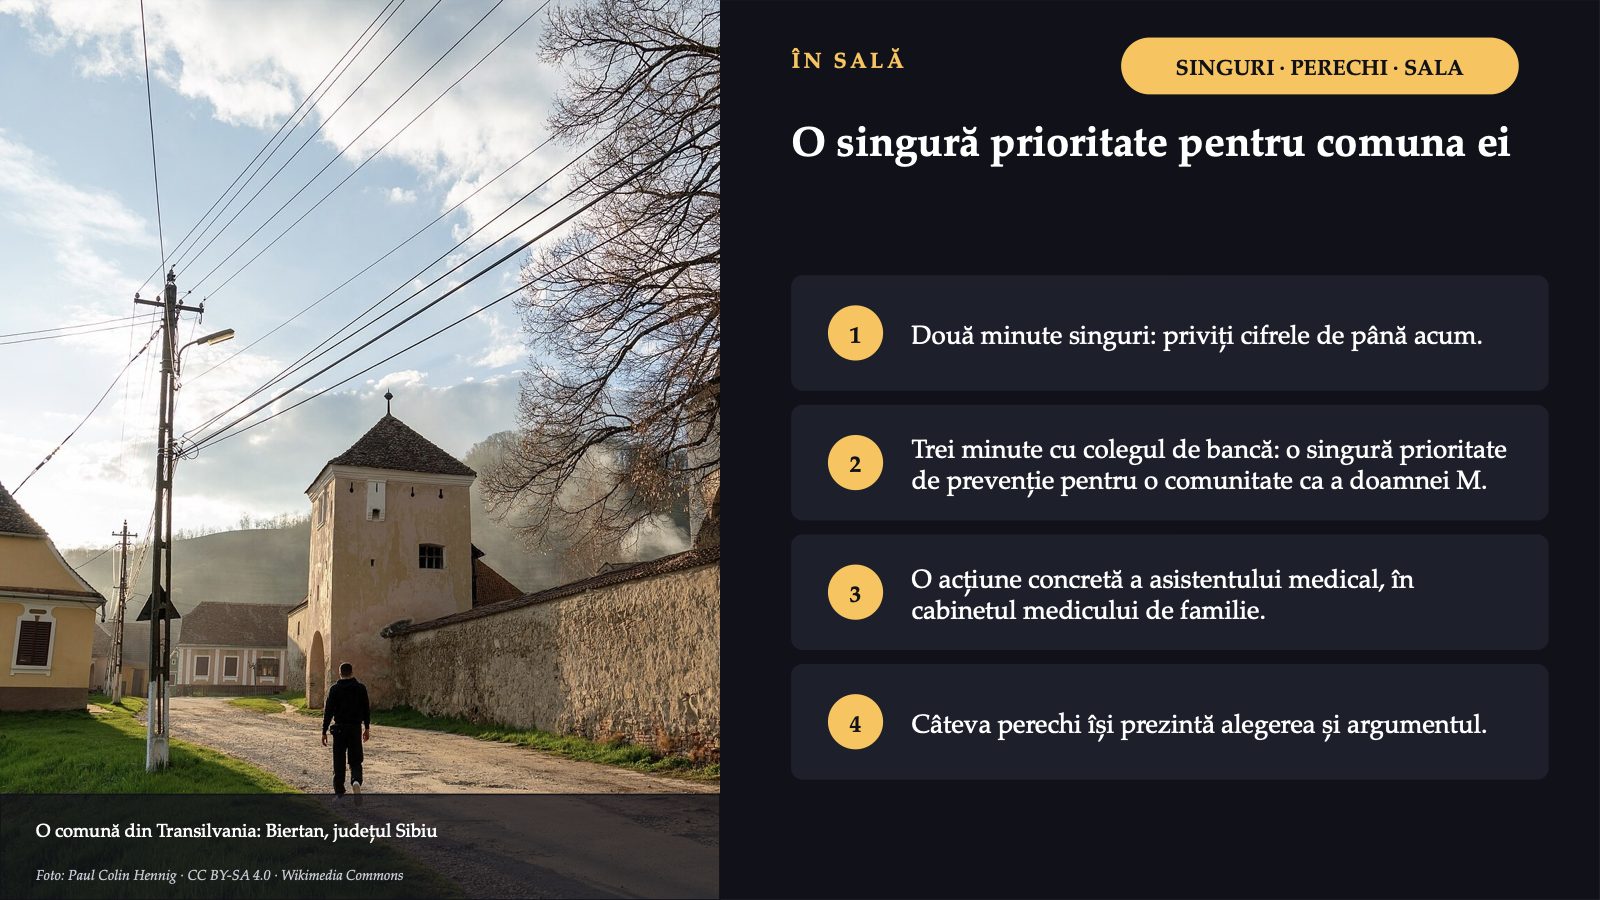 ÎN SALĂ
SINGURI · PERECHI · SALA
O singură prioritate pentru comuna ei
1
Două minute singuri: priviți cifrele de până acum.
2
Trei minute cu colegul de bancă: o singură prioritate
de prevenție pentru o comunitate ca a doamnei M.
3
O acțiune concretă a asistentului medical, în
cabinetul medicului de familie.
4
Câteva perechi își prezintă alegerea și argumentul.
O comună din Transilvania: Biertan, județul Sibiu
Foto: Paul Colin Hennig · CC BY-SA 4.0 · Wikimedia Commons